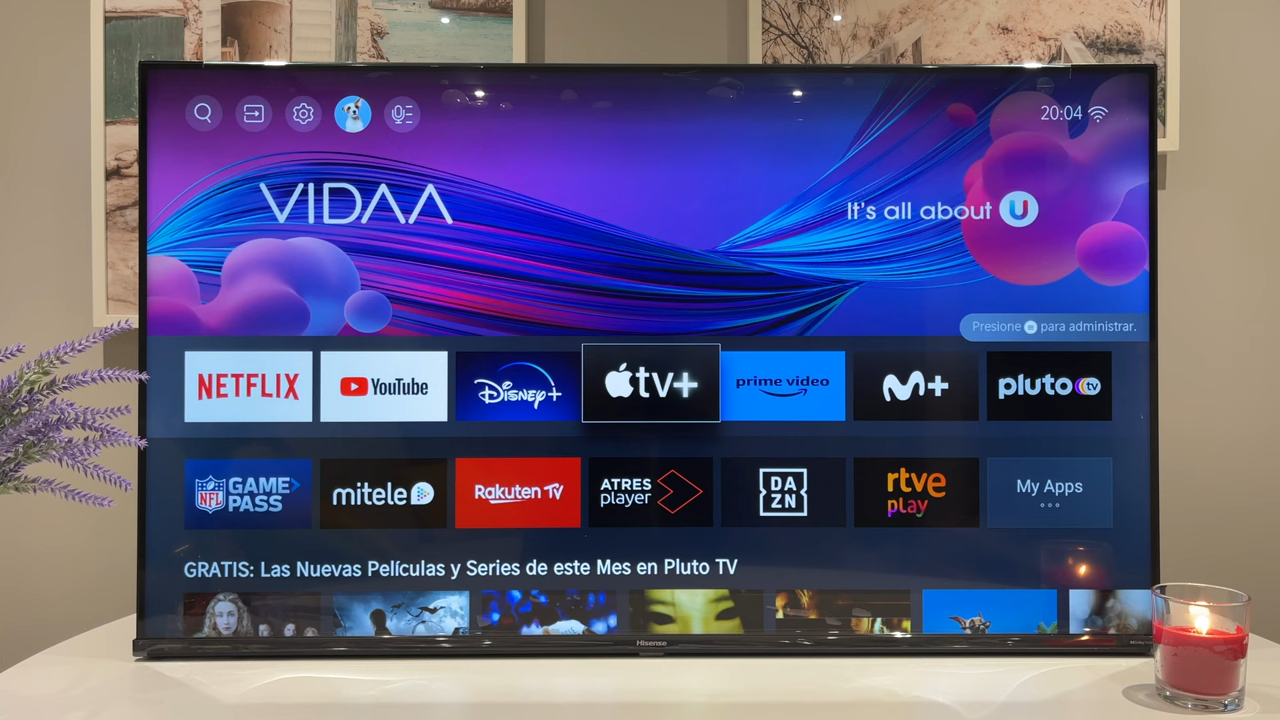 20:04
VIDAA
It's all about U
Presione para administrar.
NETFLIX
YouTube
Disney+
tv+
prime video
M+
pluto tv
NFL GAME PASS
mitele
Rakuten TV
ATRES player
DAZN
rtve play
My Apps
GRATIS: Las Nuevas Películas y Series de este Mes en Pluto TV
Hisense